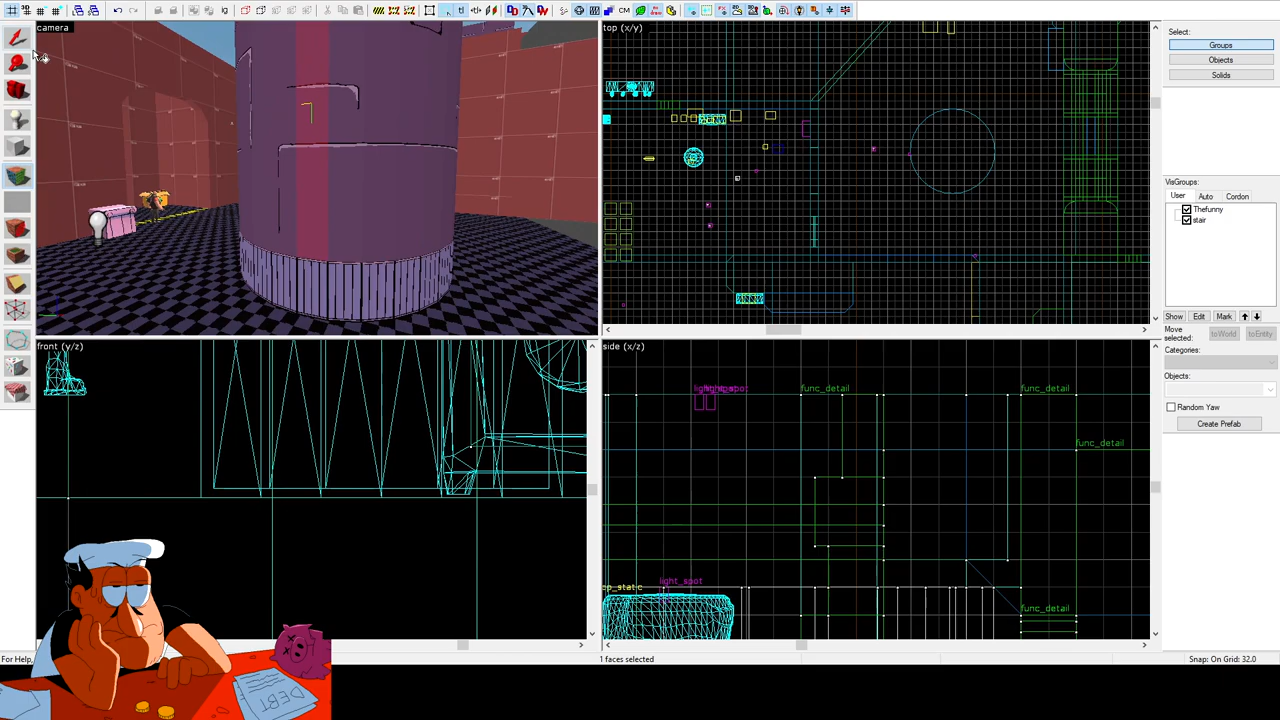 camera
top (x/y)
Select:
Groups
Objects
Solids
VisGroups:
User
Auto
Cordon
Thefunny
stair
Show
Edit
Mark
Move
selected:
toWorld
toEntity
Categories:
Objects:
Random Yaw
Create Prefab
front (y/z)
side (x/z)
func_detail
func_detail
func_detail
light_spot
func_detail
For Help,
1 faces selected
Snap: On Grid: 32.0
DEBT